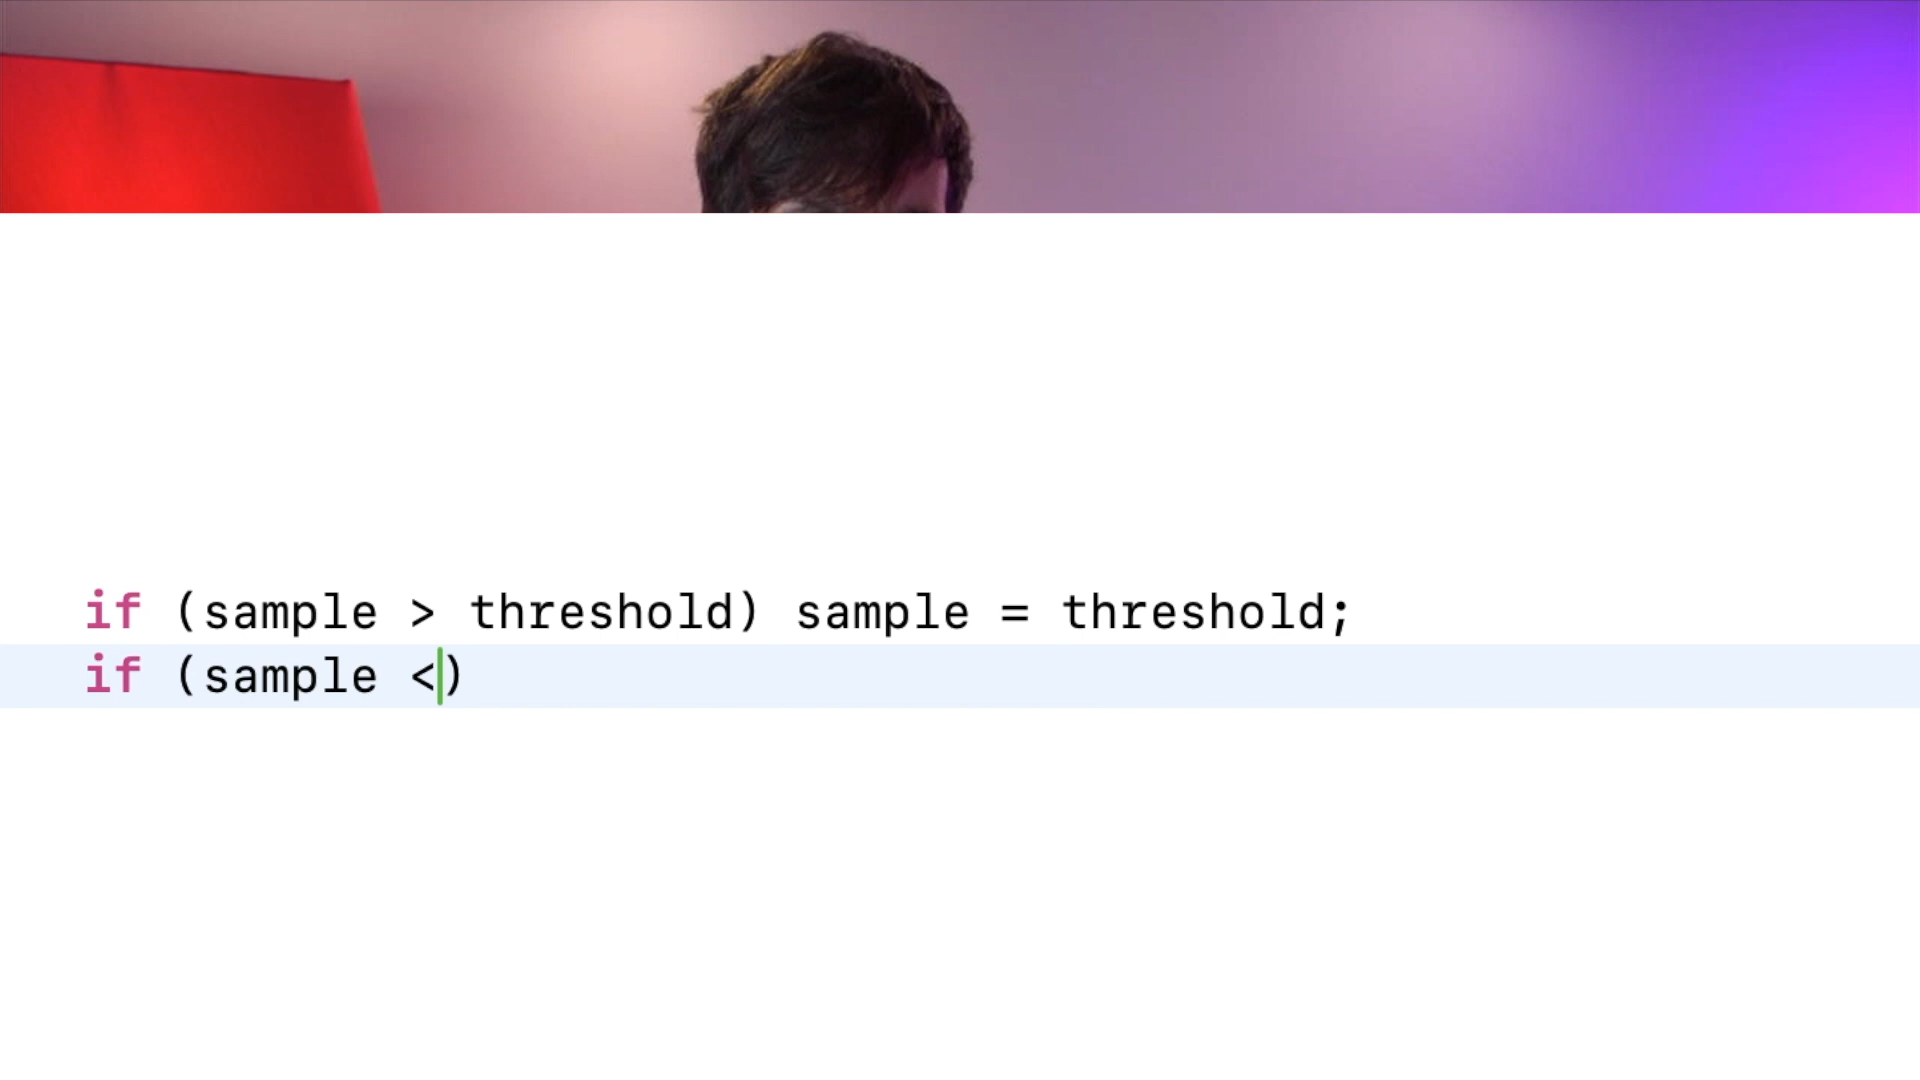 if (sample > threshold) sample = threshold;
if (sample <)